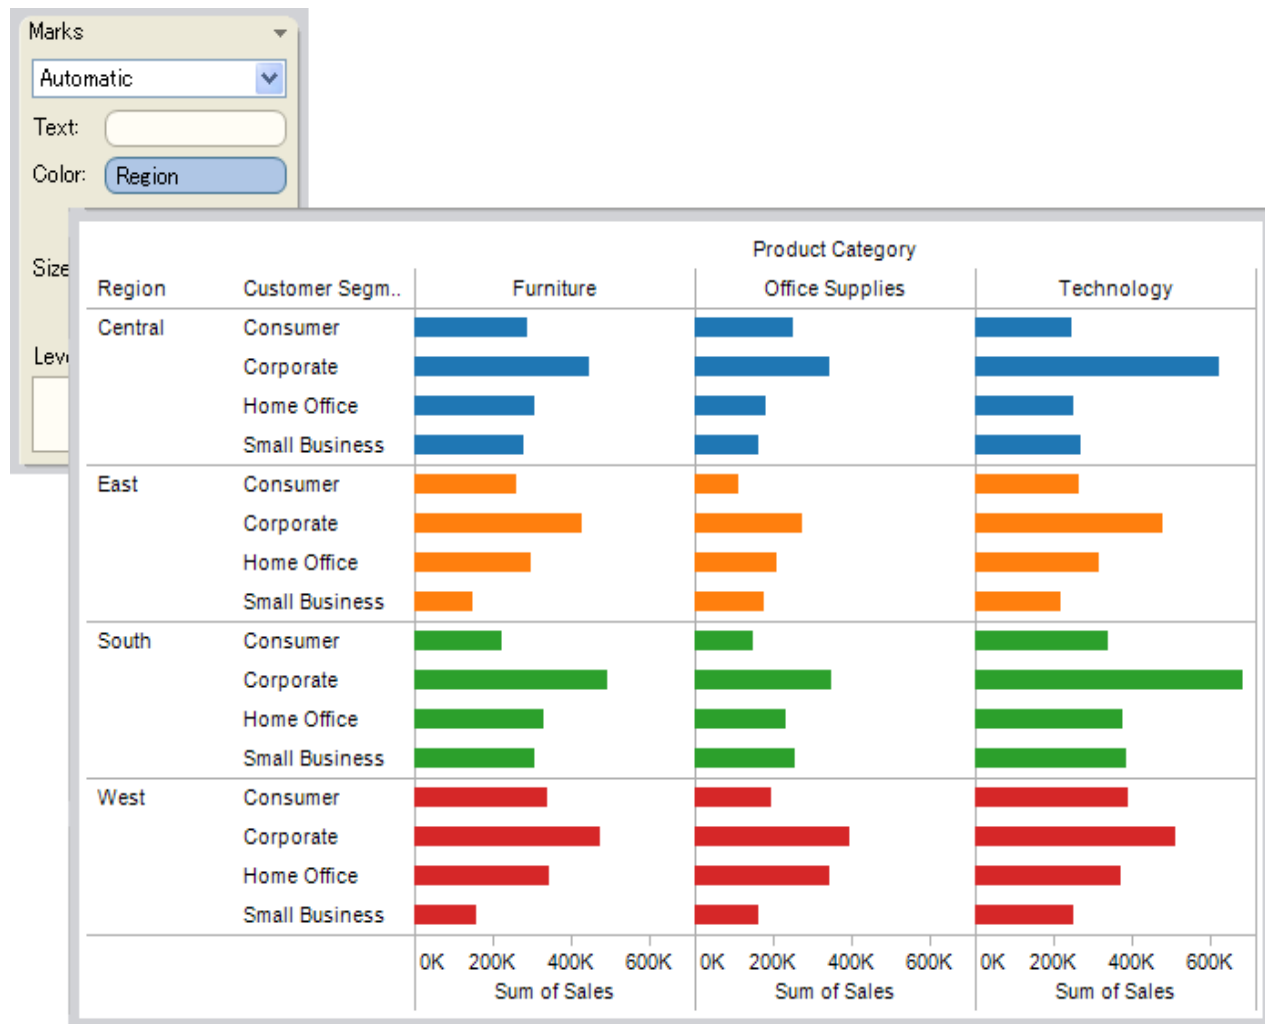 Marks
Automatic
Text:
Color: Region
Size
Product Category
Region Customer Segm.. Furniture Office Supplies Technology
Central Consumer
Corporate
Home Office
Small Business
East Consumer
Corporate
Home Office
Small Business
South Consumer
Corporate
Home Office
Small Business
West Consumer
Corporate
Home Office
Small Business
0K 200K 400K 600K 0K 200K 400K 600K 0K 200K 400K 600K
Sum of Sales Sum of Sales Sum of Sales